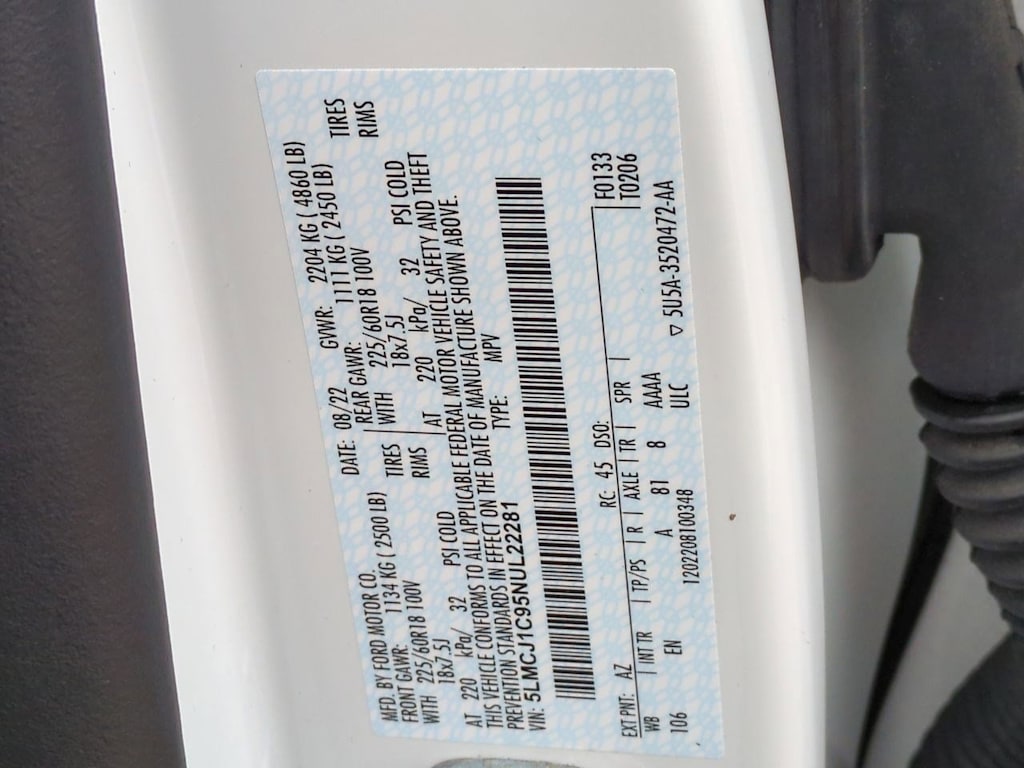 MFD. BY FORD MOTOR CO. DATE: 08/22 GVWR: 2204 KG ( 4860 LB)
FRONT GAWR: 1134 KG ( 2500 LB) REAR GAWR: 1111 KG ( 2450 LB)
WITH 225/60R18 100V TIRES WITH 225/60R18 100V TIRES
18x7.5J RIMS 18x7.5J RIMS
AT 220 kPa/ 32 PSI COLD AT 220 kPa/ 32 PSI COLD
THIS VEHICLE CONFORMS TO ALL APPLICABLE FEDERAL MOTOR VEHICLE SAFETY AND THEFT
PREVENTION STANDARDS IN EFFECT ON THE DATE OF MANUFACTURE SHOWN ABOVE.
VIN: 5LMCJ1C95NUL22281 TYPE: MPV
EXT PNT: AZ RC: 45 DSO: F0133
WB INT TR TP/PS R AXLE TR SPR T0206
106 EN A 81 8 AAAA
ULC
1202208100348 ▽ 5U5A-3520472-AA